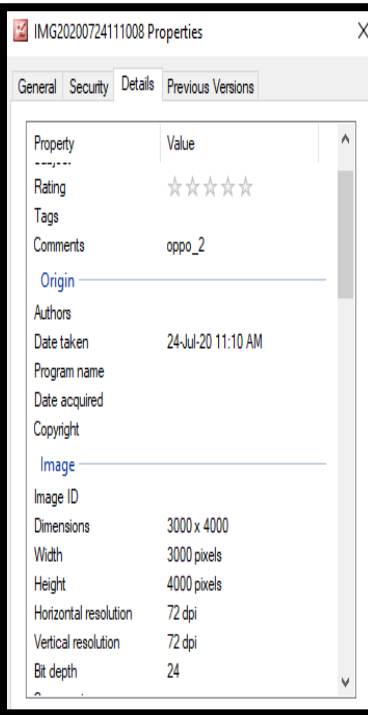 IMG20200724111008 Properties
General Security Details Previous Versions
Property Value
Rating
Tags
Comments oppo_2
Origin
Authors
Date taken 24-Jul-20 11:10 AM
Program name
Date acquired
Copyright
Image
Image ID
Dimensions 3000 x 4000
Width 3000 pixels
Height 4000 pixels
Horizontal resolution 72 dpi
Vertical resolution 72 dpi
Bit depth 24